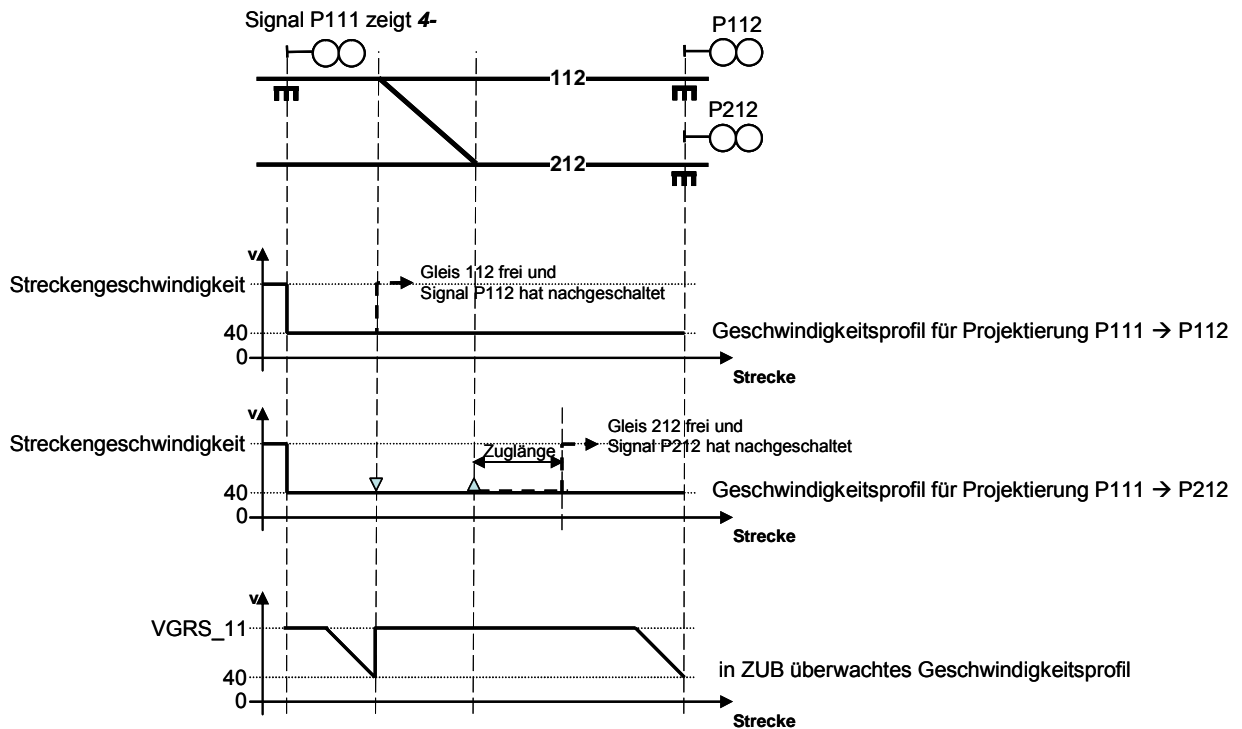 Signal P111 zeigt 4-
P112
112
P212
212
v
Streckengeschwindigkeit
Gleis 112 frei und
Signal P112 hat nachgeschaltet
40
Geschwindigkeitsprofil für Projektierung P111 → P112
0
Strecke
v
Streckengeschwindigkeit
Gleis 212 frei und
Signal P212 hat nachgeschaltet
Zuglänge
40
Geschwindigkeitsprofil für Projektierung P111 → P212
0
Strecke
v
VGRS_11
40
in ZUB überwachtes Geschwindigkeitsprofil
0
Strecke